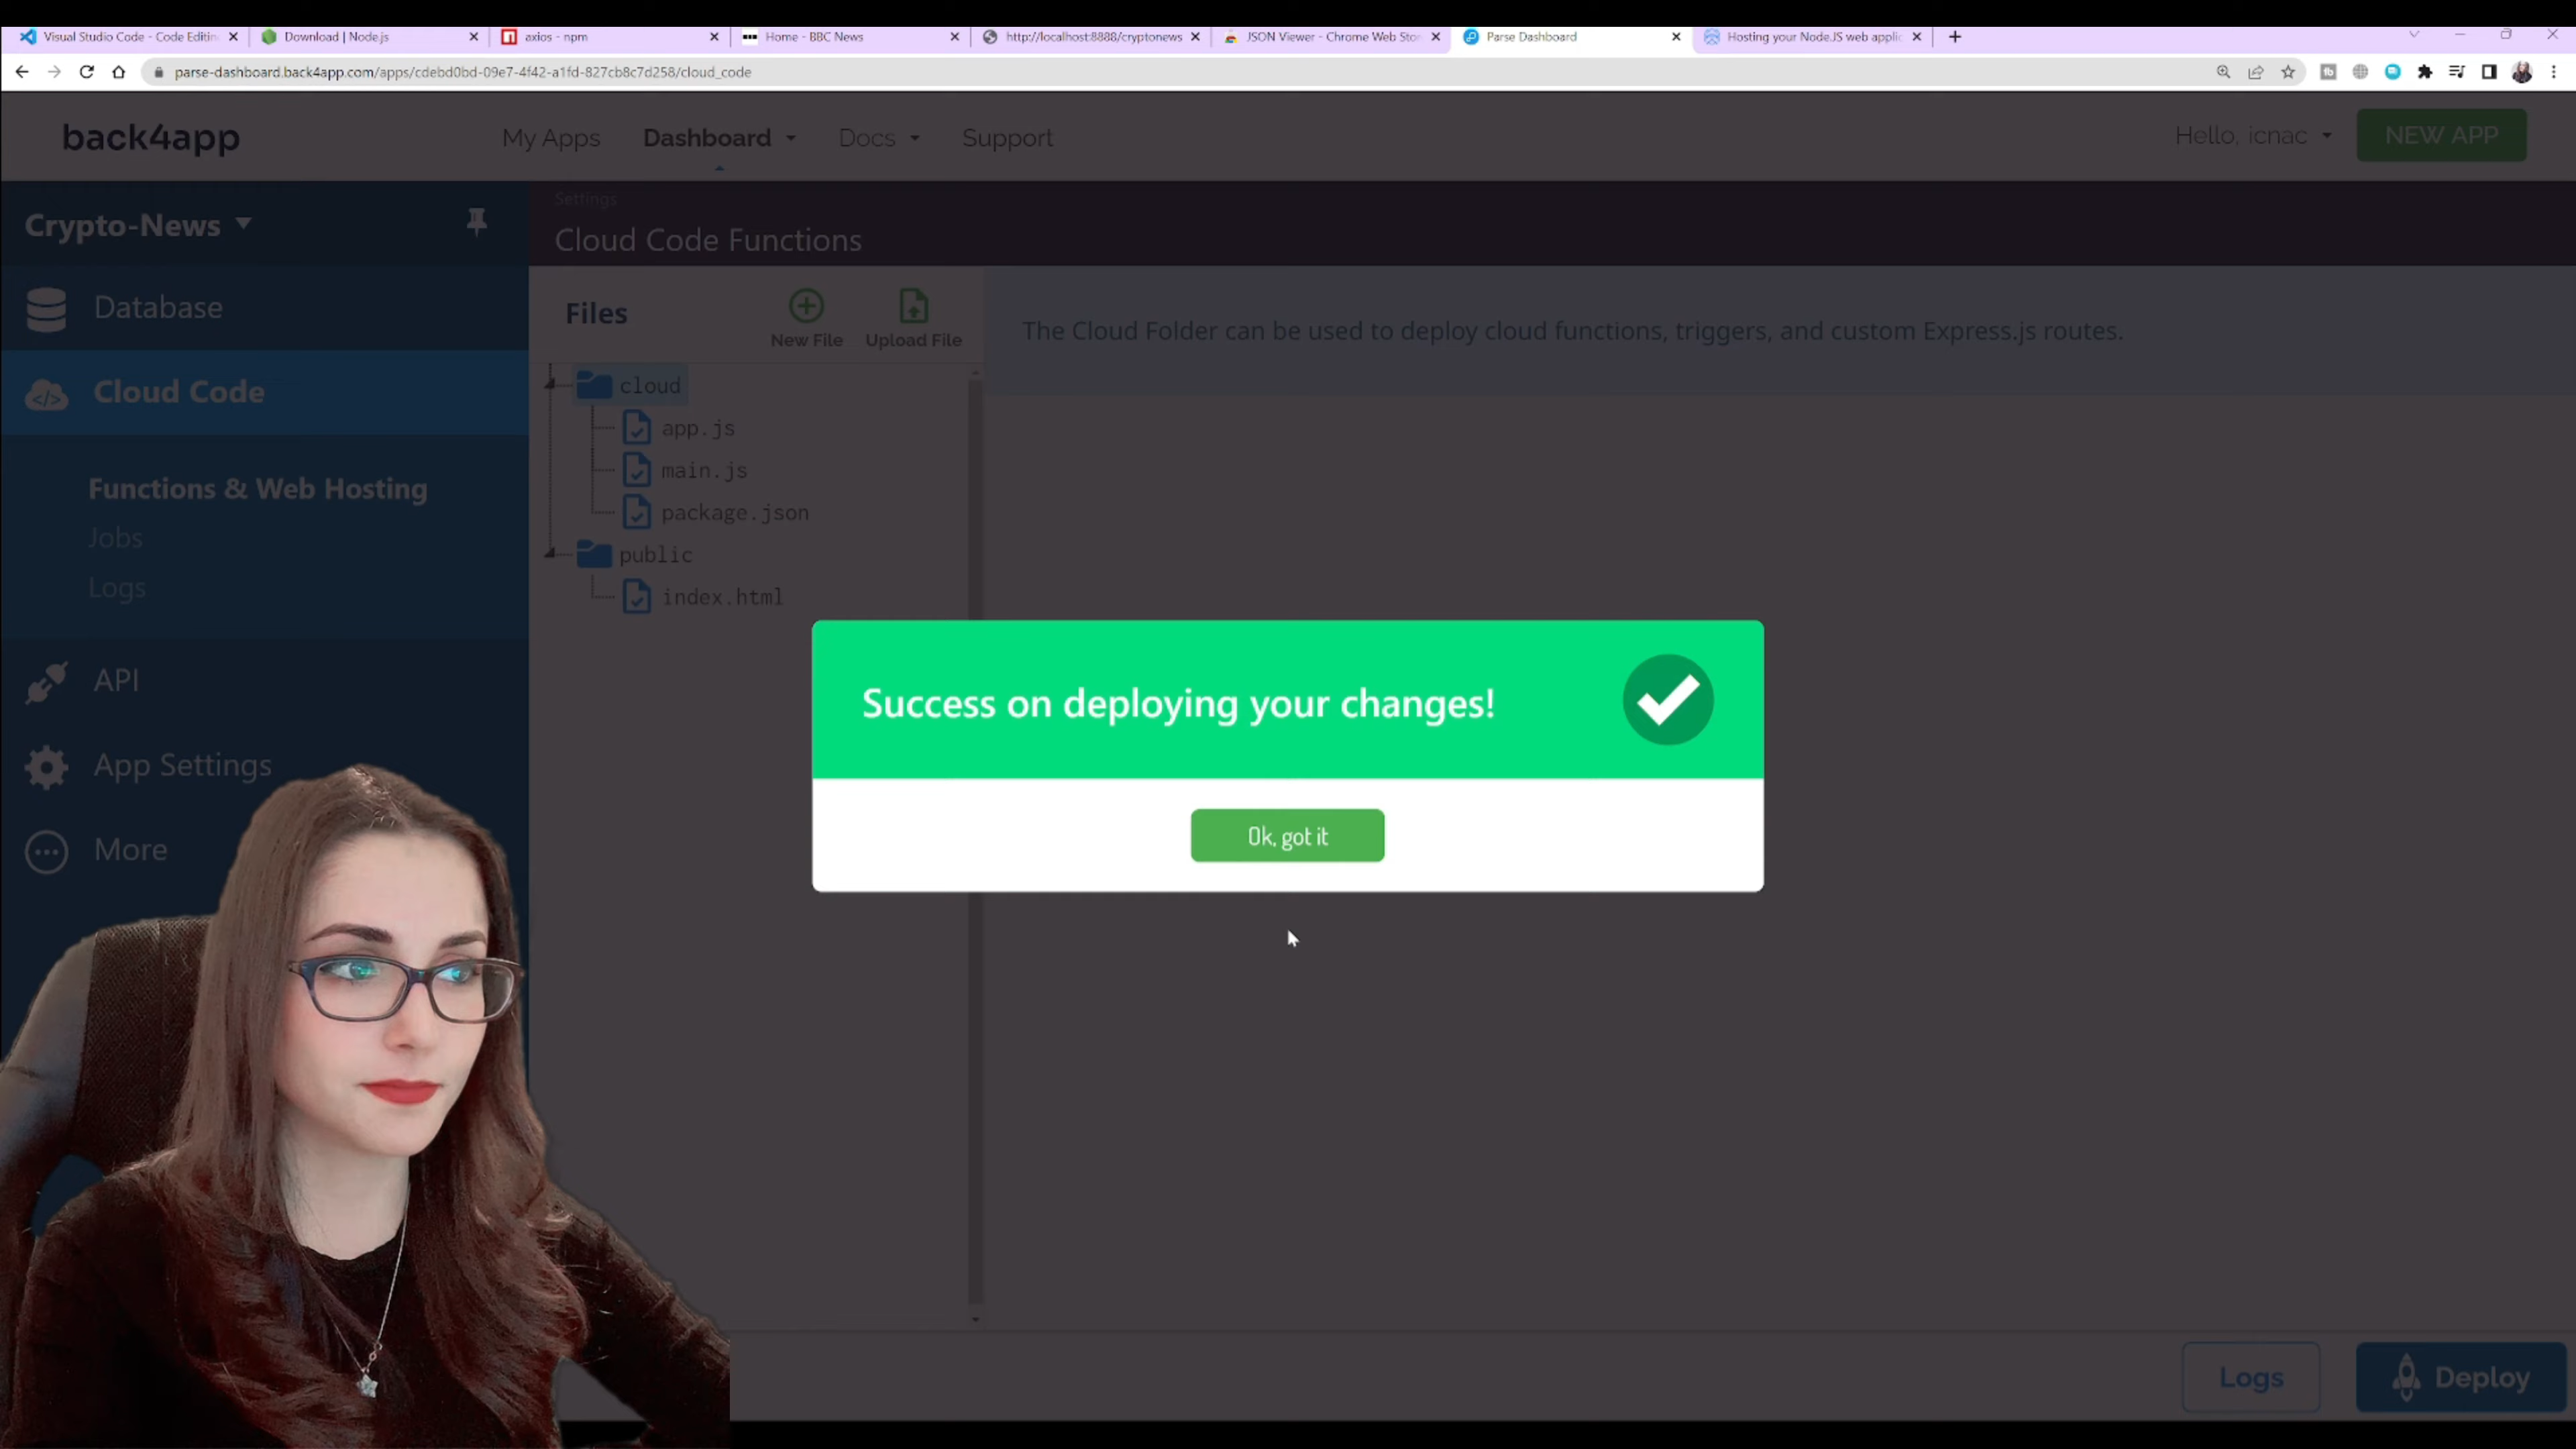 Visual Studio Code - Code Editin
Download | Node.js
axios - npm
Home - BBC News
http://localhost:8888/cryptonews
JSON Viewer - Chrome Web Stor
Parse Dashboard
Hosting your Node.JS web applic
parse-dashboard.back4app.com/apps/cdebd0bd-09e7-4f42-a1fd-827cb8c7d258/cloud_code
back4app
My Apps
Dashboard
Docs
Support
Hello, icnac
NEW APP
Crypto-News
Settings
Cloud Code Functions
Database
Cloud Code
Functions & Web Hosting
Jobs
Logs
API
App Settings
More
Files
New File
Upload File
The Cloud Folder can be used to deploy cloud functions, triggers, and custom Express.js routes.
cloud
app.js
main.js
package.json
public
index.html
Success on deploying your changes!
Ok, got it
Logs
Deploy